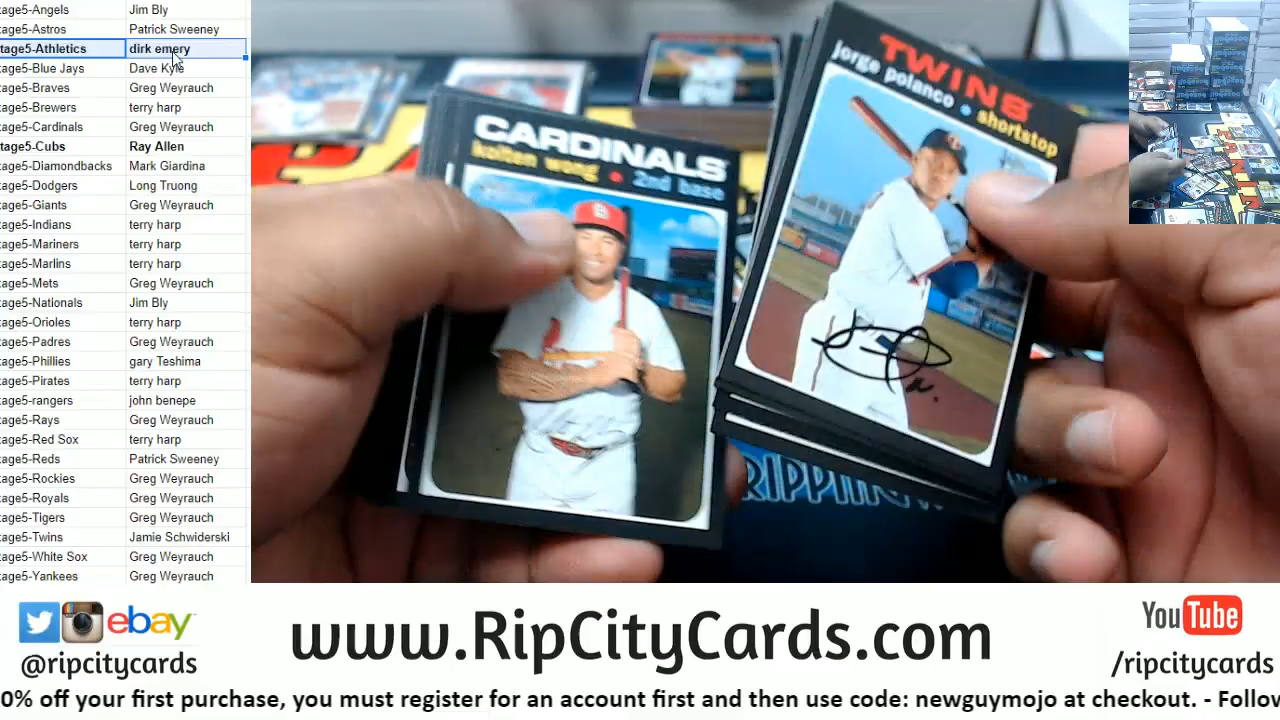 tage5-Angels Jim Bly
tage5-Astros Patrick Sweeney
tage5-Athletics dirk emery
tage5-Blue Jays Dave Kyle
tage5-Braves Greg Weyrauch
tage5-Brewers terry harp
tage5-Cardinals Greg Weyrauch
tage5-Cubs Ray Allen
tage5-Diamondbacks Mark Giardina
tage5-Dodgers Long Truong
tage5-Giants Greg Weyrauch
tage5-Indians terry harp
tage5-Mariners terry harp
tage5-Marlins terry harp
tage5-Mets Greg Weyrauch
tage5-Nationals Jim Bly
tage5-Orioles terry harp
tage5-Padres Greg Weyrauch
tage5-Phillies gary Teshima
tage5-Pirates terry harp
tage5-rangers john benepe
tage5-Rays Greg Weyrauch
tage5-Red Sox terry harp
tage5-Reds Patrick Sweeney
tage5-Rockies Greg Weyrauch
tage5-Royals Greg Weyrauch
tage5-Tigers Greg Weyrauch
tage5-Twins Jamie Schwiderski
tage5-White Sox Greg Weyrauch
tage5-Yankees Greg Weyrauch
CARDINALS
kolten wong • 2nd base
TWINS
jorge polanco • shortstop
RIPPIN
ebay
@ripcitycards
www.RipCityCards.com
YouTube
/ripcitycards
0% off your first purchase, you must register for an account first and then use code: newguymojo at checkout. - Follow